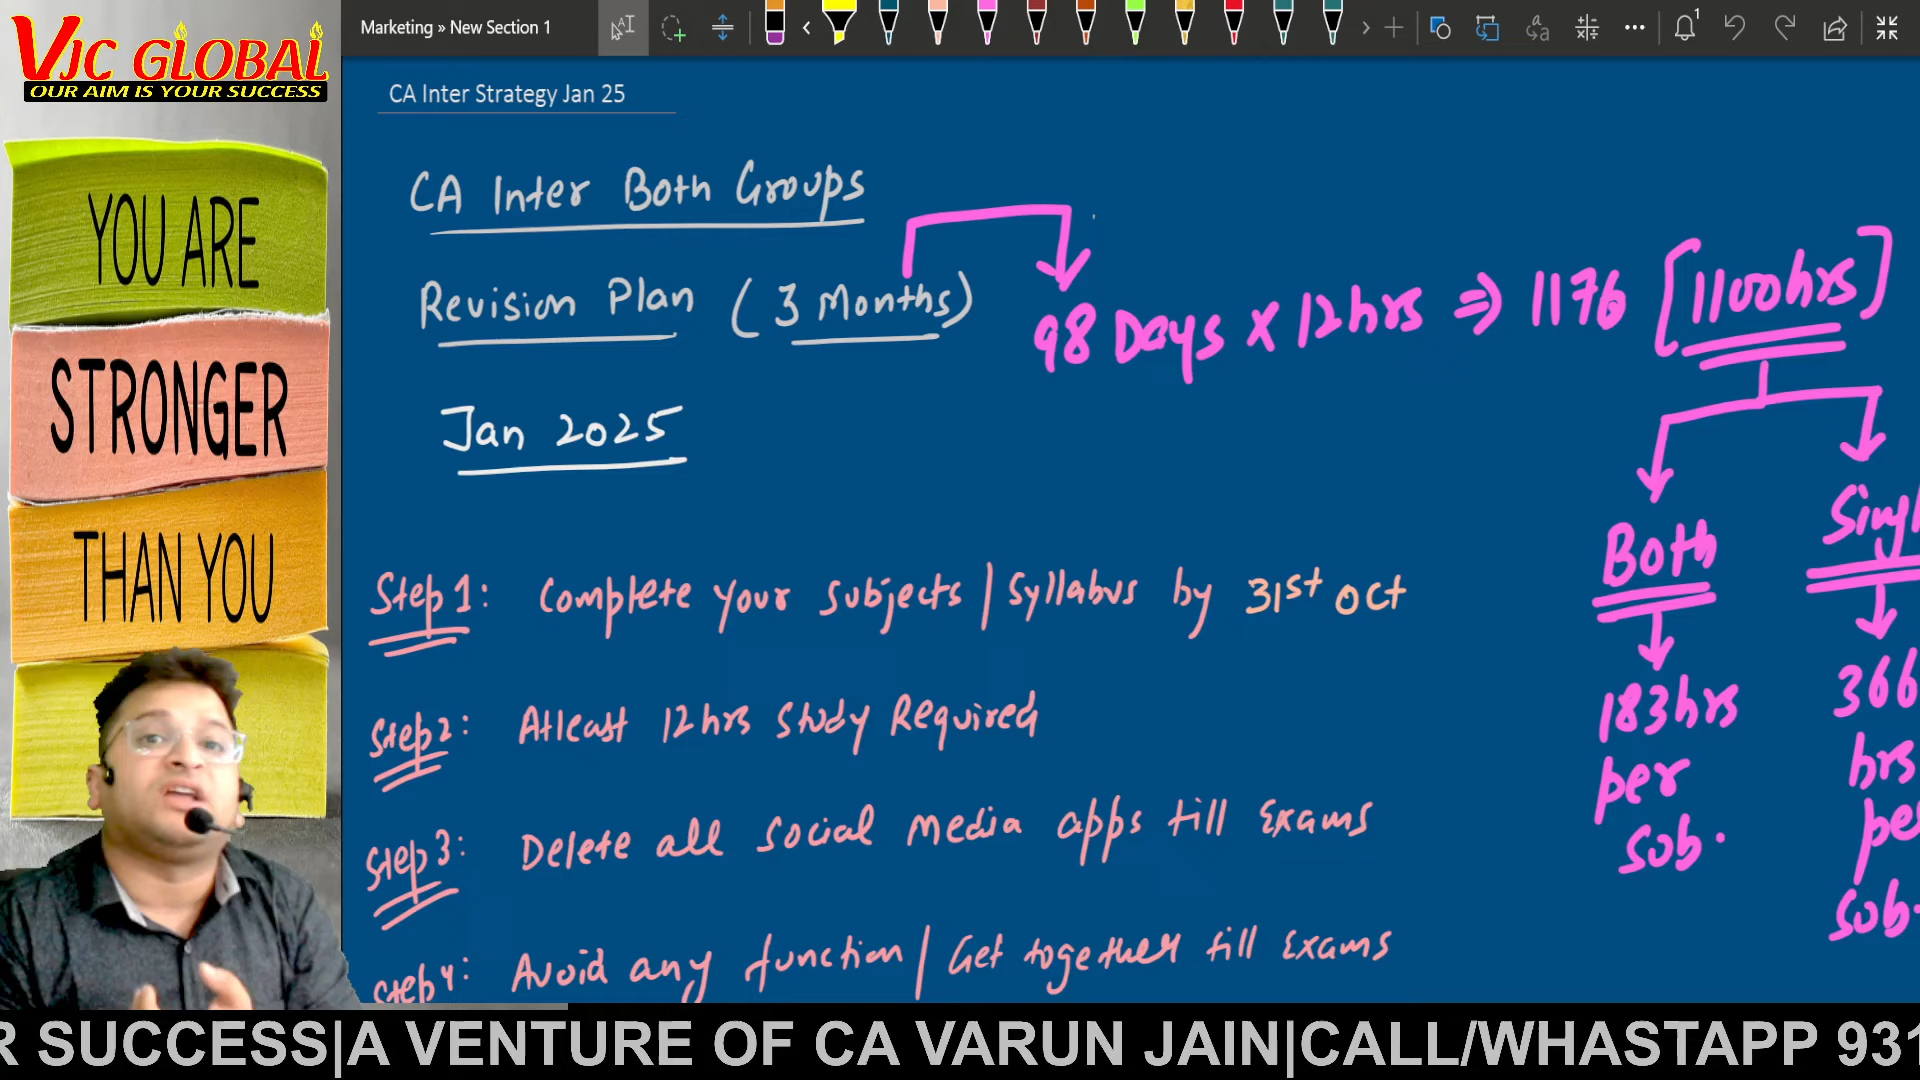 VJC GLOBAL
OUR AIM IS YOUR SUCCESS
YOU ARE
STRONGER
THAN YOU
Marketing » New Section 1
CA Inter Strategy Jan 25
CA Inter Both Groups
Revision Plan (3 Months)
98 Days x 12hrs ⇒ 1176 [1100hrs]
Jan 2025
Both
183hrs
per
sub.
366
hrs
pe
sub.
Step 1: Complete your subjects/syllabus by 31st Oct
Step 2: Atleast 12hrs study Required
Step 3: Delete all social media apps till Exams
Step 4: Avoid any function/Get together till Exams
R SUCCESS|A VENTURE OF CA VARUN JAIN|CALL/WHASTAPP 931